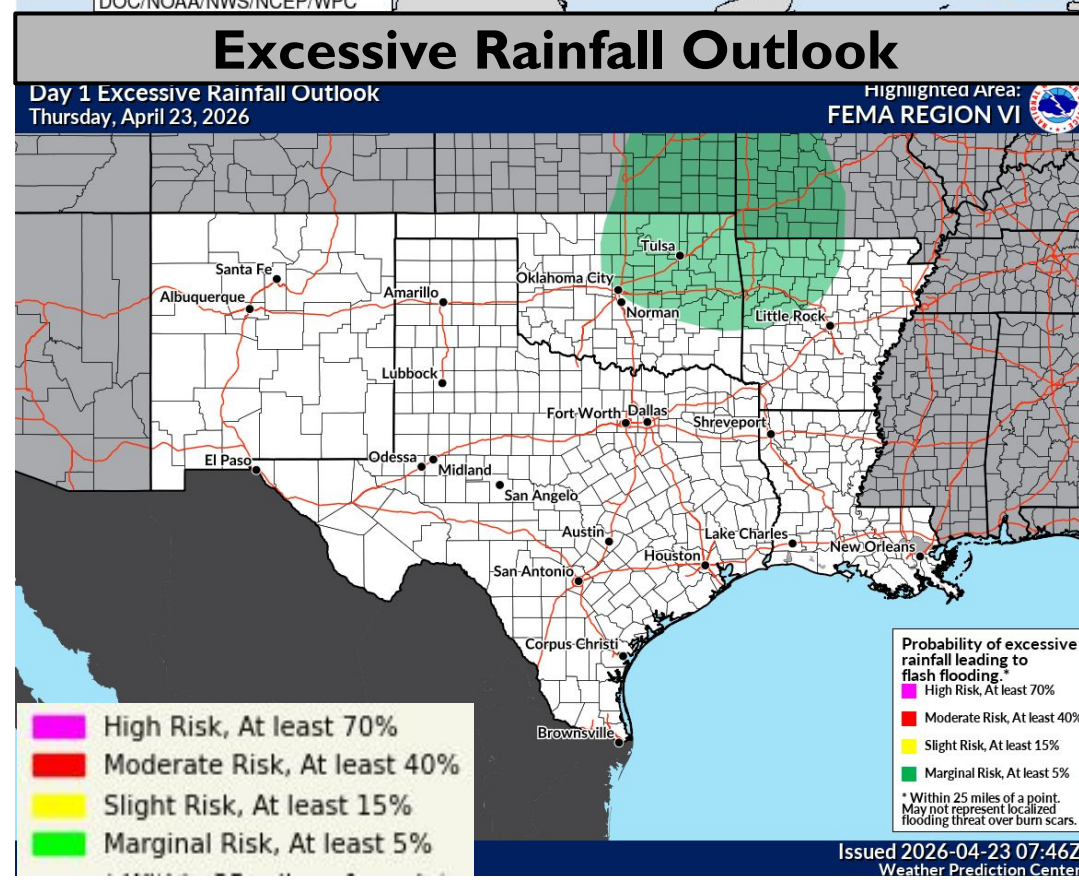 DOC/NOAA/NWS/NCEP/WPC
Excessive Rainfall Outlook
Day 1 Excessive Rainfall Outlook
Thursday, April 23, 2026
Highlighted Area:
FEMA REGION VI
Tulsa
Santa Fe
Oklahoma City
Albuquerque
Amarillo
Norman
Little Rock
Lubbock
Fort Worth
Dallas
Shreveport
El Paso
Odessa
Midland
San Angelo
Austin
Lake Charles
Houston
New Orleans
San Antonio
Corpus Christi
Brownsville
Probability of excessive
rainfall leading to
flash flooding.*
High Risk, At least 70%
Moderate Risk, At least 40%
Slight Risk, At least 15%
Marginal Risk, At least 5%
* Within 25 miles of a point.
May not represent localized
flooding threat over burn scars.
High Risk, At least 70%
Moderate Risk, At least 40%
Slight Risk, At least 15%
Marginal Risk, At least 5%
Issued 2026-04-23 07:46Z
Weather Prediction Center